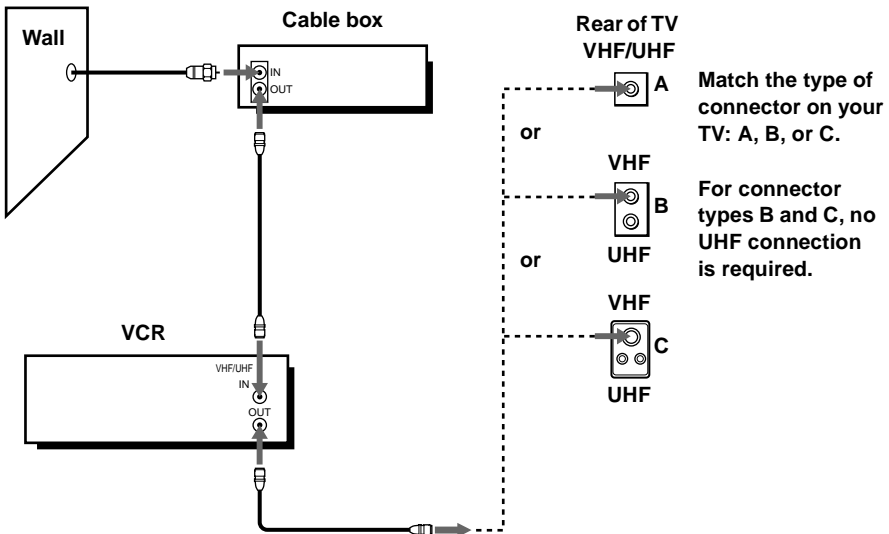 Wall
Cable box
IN
OUT
VCR
VHF/UHF
IN
OUT
Rear of TV
VHF/UHF
A
or
VHF
B
UHF
or
VHF
C
UHF
Match the type of
connector on your
TV: A, B, or C.
For connector
types B and C, no
UHF connection
is required.